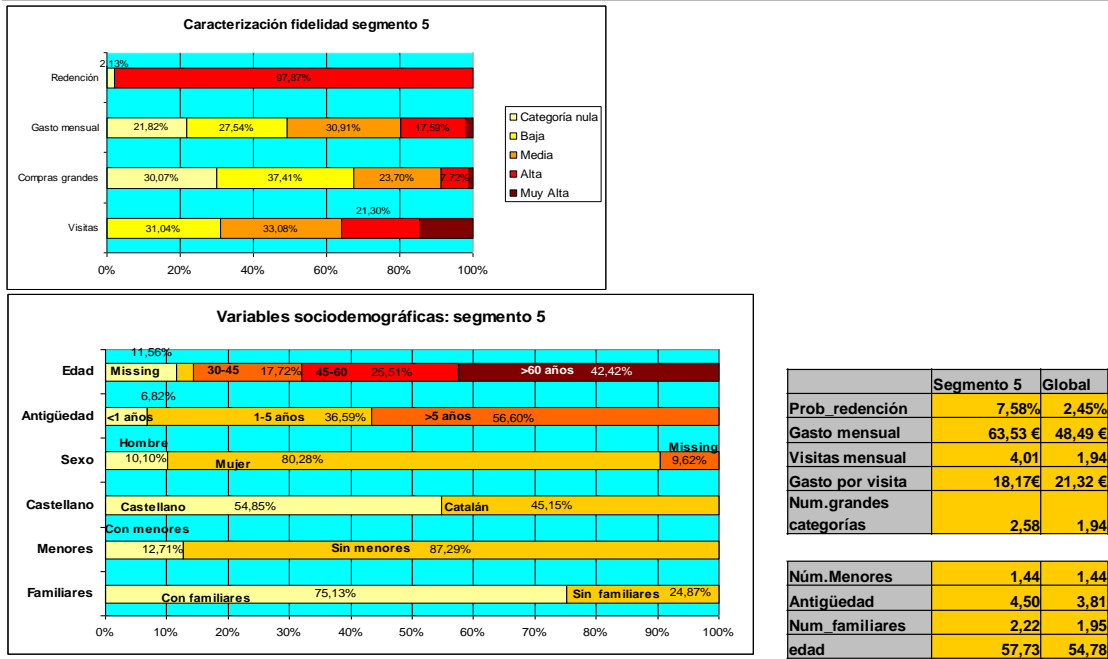 Caracterización fidelidad segmento 5
2,13%
Redención 97,87%
Gasto mensual 21,82% 27,54% 30,91% 17,59%
Compras grandes 30,07% 37,41% 23,70% 7,72%
21,30%
Visitas 31,04% 33,08%
0% 20% 40% 60% 80% 100%
Categoría nula
Baja
Media
Alta
Muy Alta
Variables sociodemográficas: segmento 5
11,56%
Edad Missing 30-45 17,72% 45-60 25,51% >60 años 42,42%
6,82%
Antigüedad <1 años 1-5 años 36,59% >5 años 56,60%
Hombre Missing
Sexo 10,10% Mujer 80,28% 9,62%
Castellano Castellano 54,85% Catalán 45,15%
Con menores
Menores 12,71% Sin menores 87,29%
Familiares Con familiares 75,13% Sin familiares 24,87%
0% 10% 20% 30% 40% 50% 60% 70% 80% 90% 100%
Segmento 5 Global
Prob_redención 7,58% 2,45%
Gasto mensual 63,53 € 48,49 €
Visitas mensual 4,01 1,94
Gasto por visita 18,17€ 21,32 €
Num.grandes
categorías 2,58 1,94
Núm.Menores 1,44 1,44
Antigüedad 4,50 3,81
Num_familiares 2,22 1,95
edad 57,73 54,78